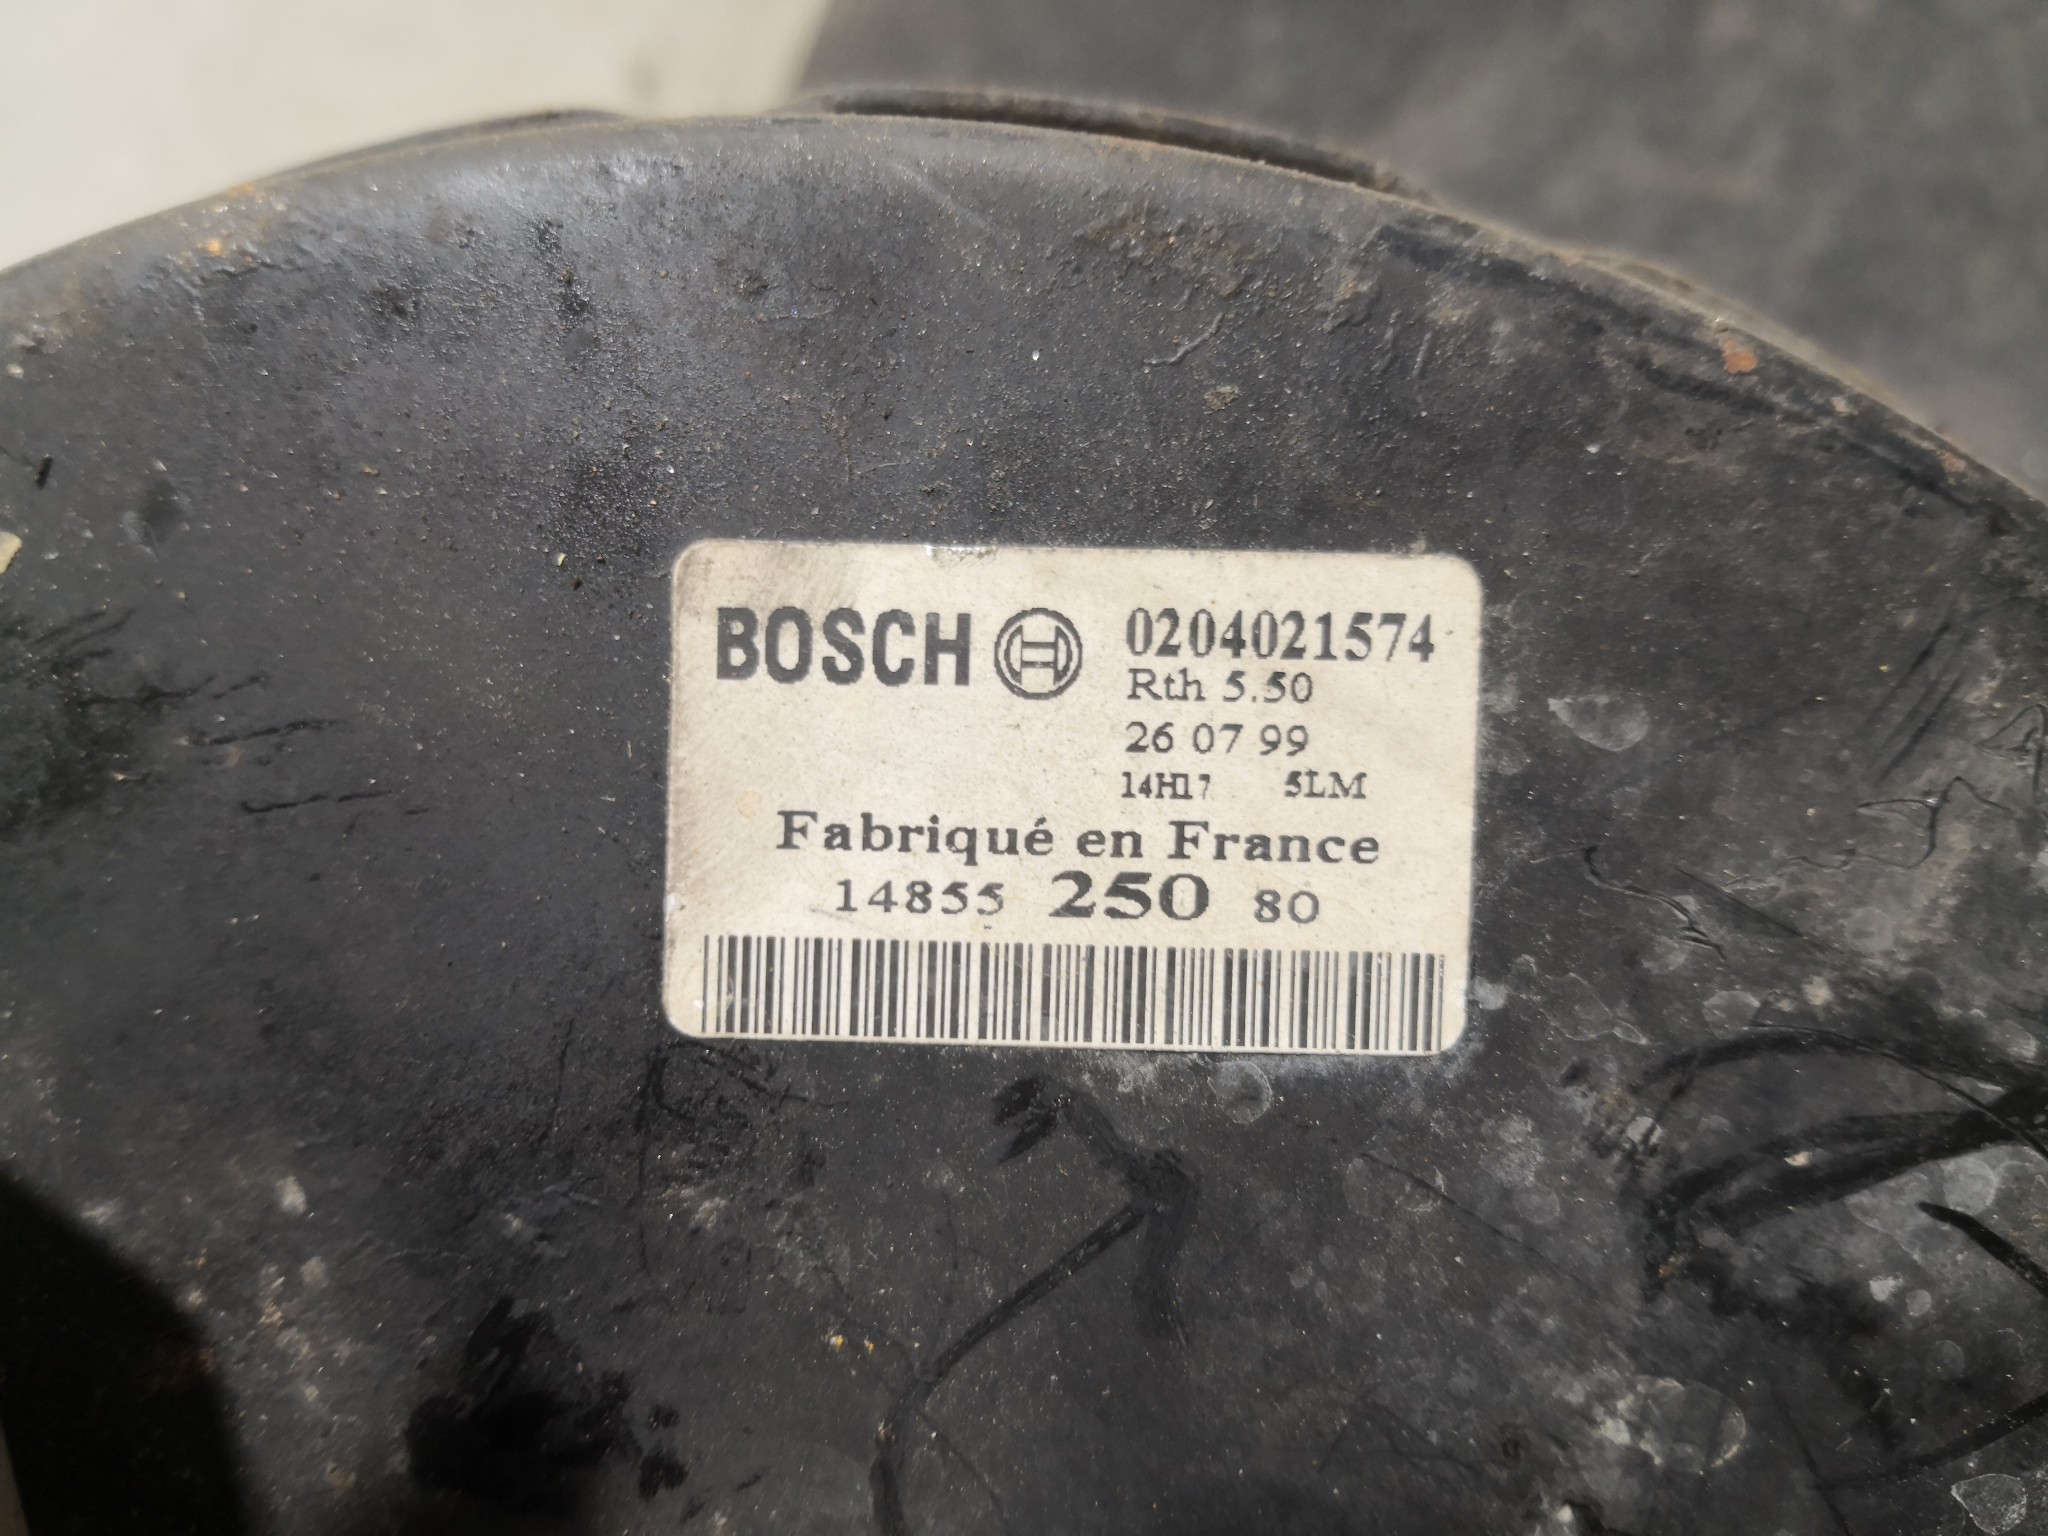 BOSCH 0204021574
Rth 5.50
26 07 99
14H17 5LM
Fabriqué en France
14855 250 80